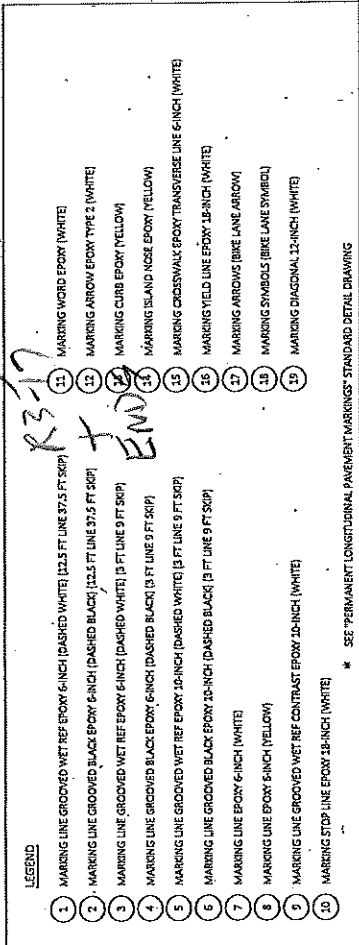 LEGEND
1 MARKING LINE GROOVED WET REF EPOXY 6-INCH (DASHED WHITE) (12.5 FT LINE 37.5 FT SKIP)
2 MARKING LINE GROOVED BLACK EPOXY 6-INCH (DASHED BLACK) (12.5 FT LINE 37.5 FT SKIP)
3 MARKING LINE GROOVED WET REF EPOXY 6-INCH (DASHED WHITE) (3 FT LINE 9 FT SKIP)
4 MARKING LINE GROOVED BLACK EPOXY 6-INCH (DASHED BLACK) (3 FT LINE 9 FT SKIP)
5 MARKING LINE GROOVED WET REF EPOXY 10-INCH (DASHED WHITE) (3 FT LINE 9 FT SKIP)
6 MARKING LINE GROOVED BLACK EPOXY 10-INCH (DASHED BLACK) (3 FT LINE 9 FT SKIP)
7 MARKING LINE EPOXY 6-INCH (WHITE)
8 MARKING LINE EPOXY 6-INCH (YELLOW)
9 MARKING LINE GROOVED WET REF CONTRAST EPOXY 10-INCH (WHITE)
10 MARKING STOP LINE EPOXY 18-INCH (WHITE)
R3-17
+
END
11 MARKING WORD EPOXY (WHITE)
12 MARKING ARROW EPOXY TYPE 2 (WHITE)
13 MARKING CURB EPOXY (YELLOW)
14 MARKING ISLAND NOSE EPOXY (YELLOW)
15 MARKING CROSSWALK EPOXY TRANSVERSE LINE 6-INCH (WHITE)
16 MARKING YIELD LINE EPOXY 18-INCH (WHITE)
17 MARKING ARROWS (BIKE LANE ARROW)
18 MARKING SYMBOLS (BIKE LANE SYMBOL)
19 MARKING DIAGONAL 12-INCH (WHITE)
* SEE "PERMANENT LONGITUDINAL PAVEMENT MARKINGS" STANDARD DETAIL DRAWING